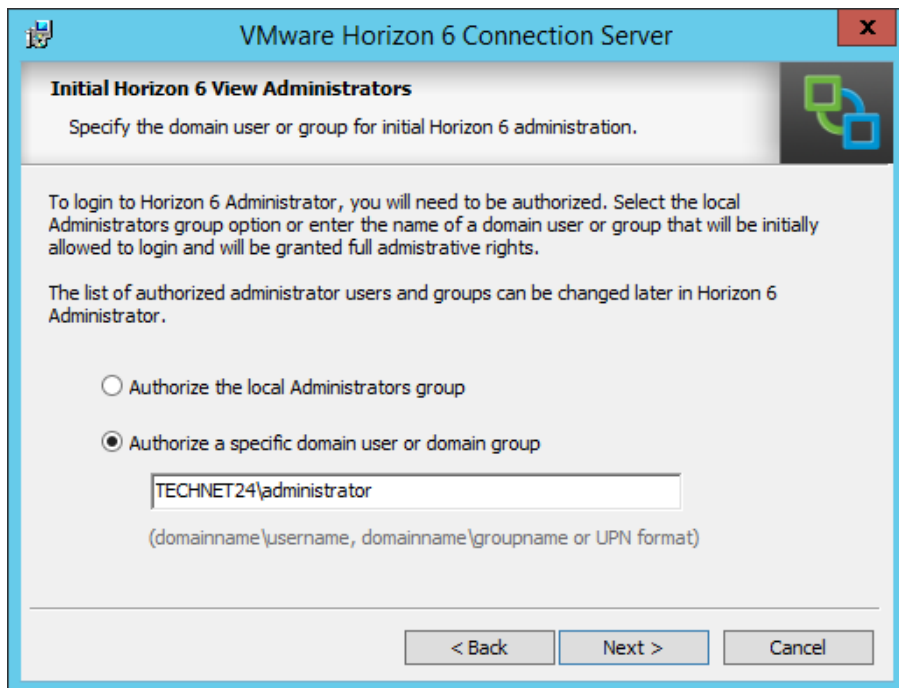 VMware Horizon 6 Connection Server
x
Initial Horizon 6 View Administrators
Specify the domain user or group for initial Horizon 6 administration.
To login to Horizon 6 Administrator, you will need to be authorized. Select the local
Administrators group option or enter the name of a domain user or group that will be initially
allowed to login and will be granted full admistrative rights.
The list of authorized administrator users and groups can be changed later in Horizon 6
Administrator.
Authorize the local Administrators group
Authorize a specific domain user or domain group
TECHNET24\administrator
(domainname\username, domainname\groupname or UPN format)
< Back
Next >
Cancel